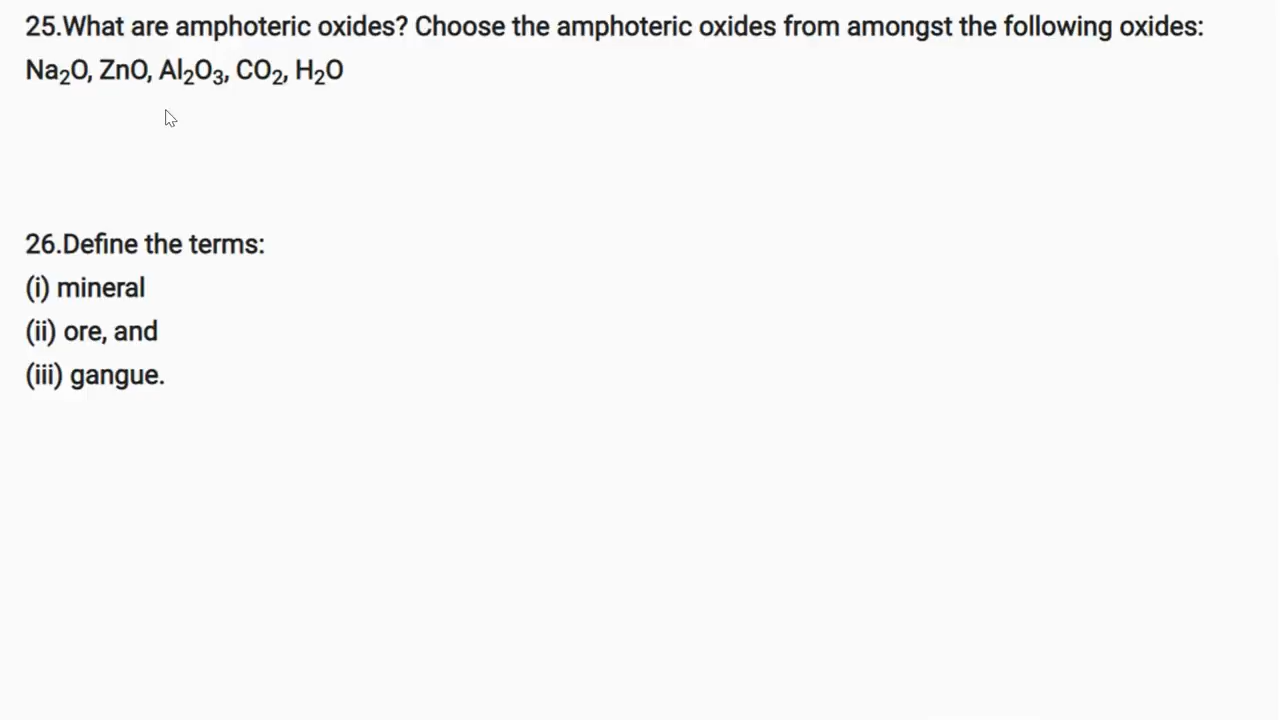 25.What are amphoteric oxides? Choose the amphoteric oxides from amongst the following oxides:
Na₂O, ZnO, Al₂O₃, CO₂, H₂O
26.Define the terms:
(i) mineral
(ii) ore, and
(iii) gangue.